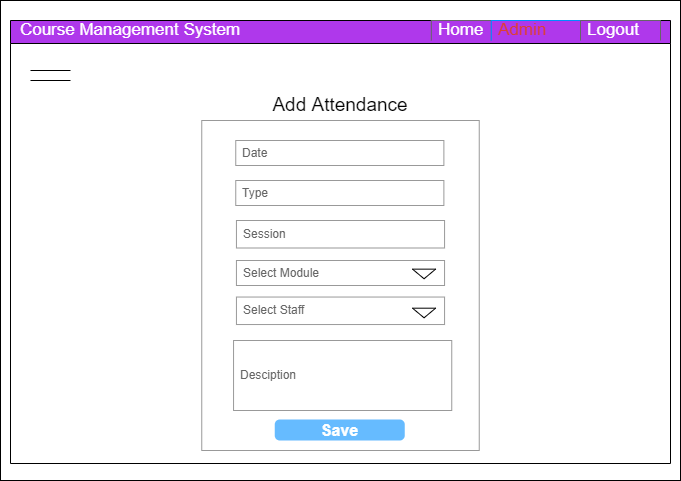 Course Management System Home Admin Logout
Add Attendance
Date
Type
Session
Select Module
Select Staff
Desciption
Save